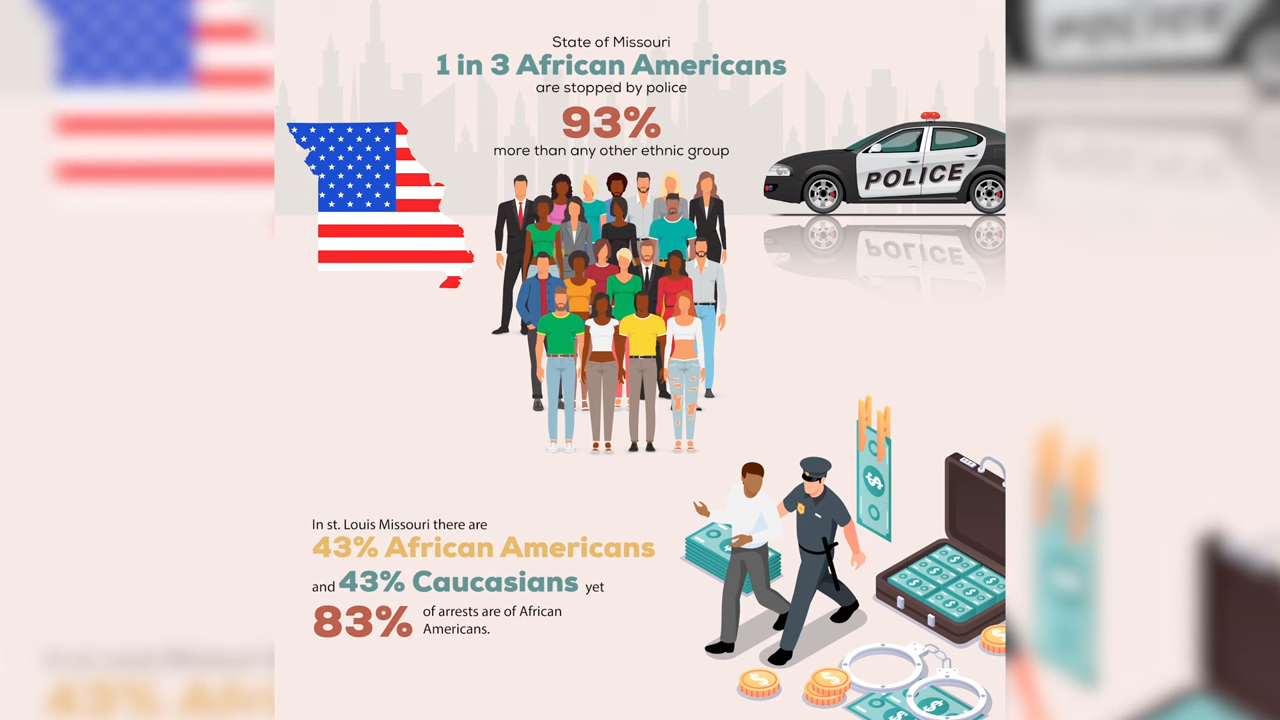 State of Missouri
1 in 3 African Americans
are stopped by police
93%
more than any other ethnic group
POLICE
In st. Louis Missouri there are
43% African Americans
and 43% Caucasians yet
83% of arrests are of African
Americans.